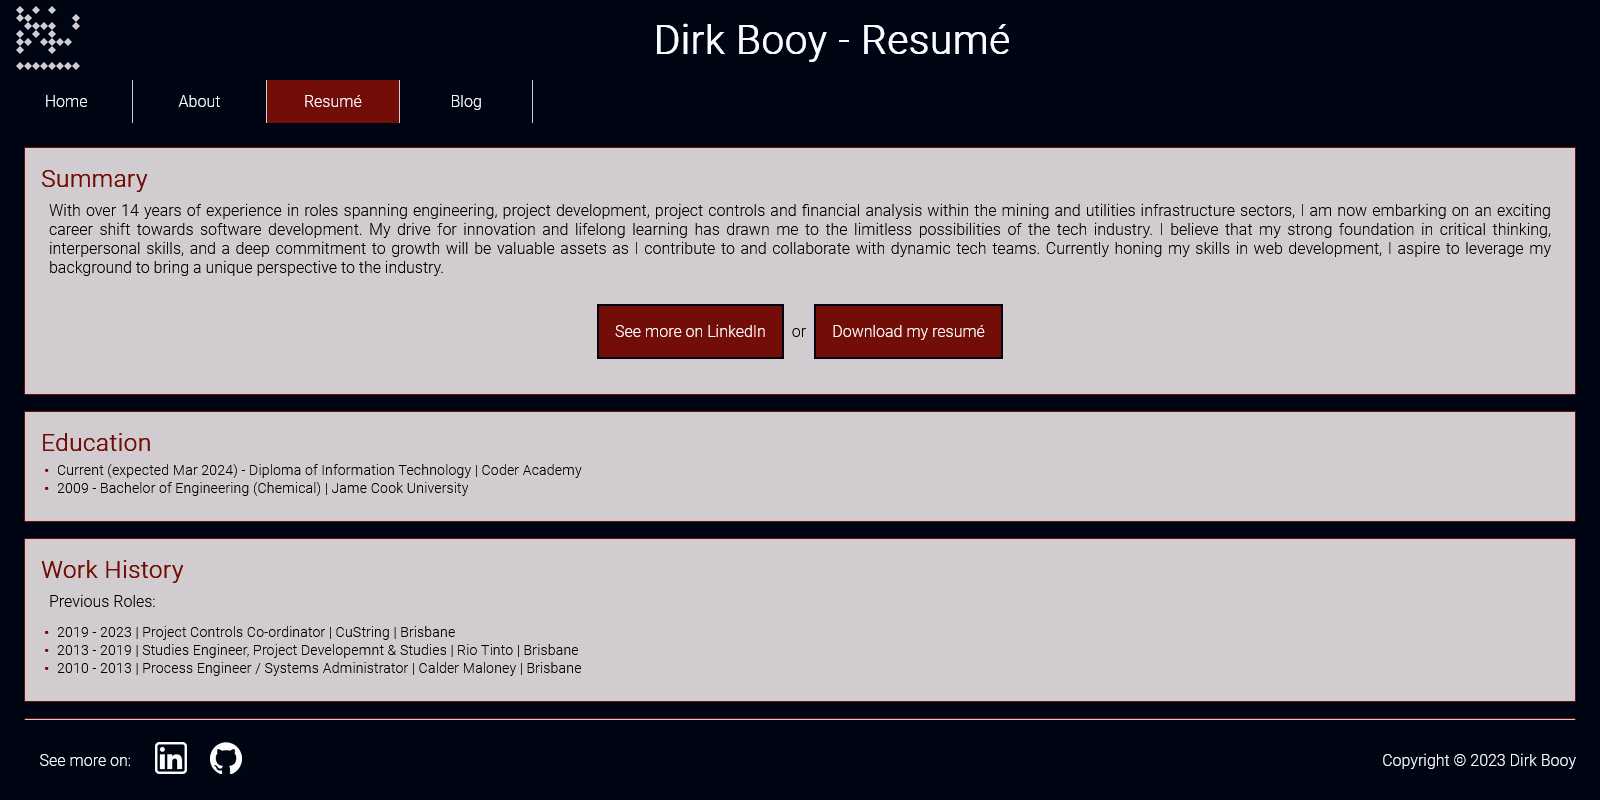 Dirk Booy - Resumé
Home
About
Resumé
Blog
Summary
With over 14 years of experience in roles spanning engineering, project development, project controls and financial analysis within the mining and utilities infrastructure sectors, I am now embarking on an exciting
career shift towards software development. My drive for innovation and lifelong learning has drawn me to the limitless possibilities of the tech industry. I believe that my strong foundation in critical thinking,
interpersonal skills, and a deep commitment to growth will be valuable assets as I contribute to and collaborate with dynamic tech teams. Currently honing my skills in web development, I aspire to leverage my
background to bring a unique perspective to the industry.
See more on LinkedIn or Download my resumé
Education
• Current (expected Mar 2024) - Diploma of Information Technology | Coder Academy
• 2009 - Bachelor of Engineering (Chemical) | Jame Cook University
Work History
Previous Roles:
• 2019 - 2023 | Project Controls Co-ordinator | CuString | Brisbane
• 2013 - 2019 | Studies Engineer, Project Developemnt & Studies | Rio Tinto | Brisbane
• 2010 - 2013 | Process Engineer / Systems Administrator | Calder Maloney | Brisbane
See more on: in
Copyright © 2023 Dirk Booy